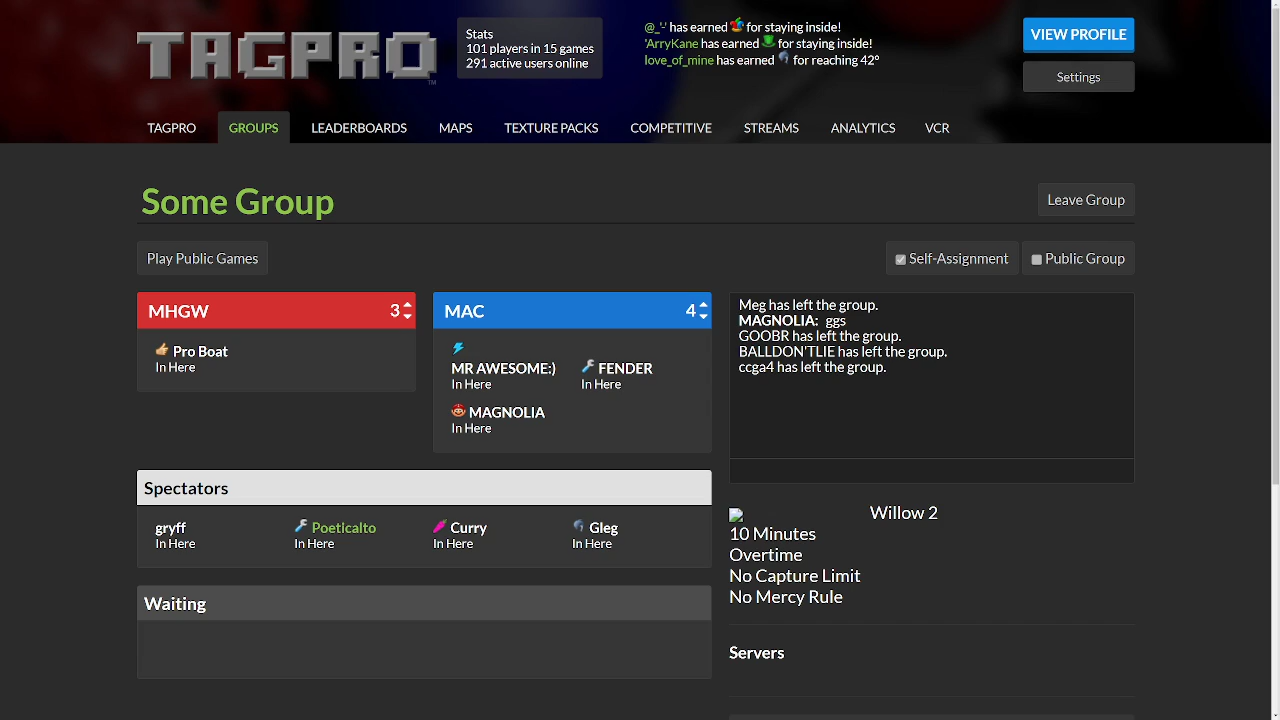 TAGPRO
TM
Stats
101 players in 15 games
291 active users online
@_'-' has earned for staying inside!
'ArryKane has earned for staying inside!
love_of_mine has earned for reaching 42°
VIEW PROFILE
Settings
TAGPRO GROUPS LEADERBOARDS MAPS TEXTURE PACKS COMPETITIVE STREAMS ANALYTICS VCR
Some Group
Leave Group
Play Public Games
Self-Assignment
Public Group
MHGW 3
Pro Boat
In Here
MAC 4
MR AWESOME;)
In Here
FENDER
In Here
MAGNOLIA
In Here
Meg has left the group.
MAGNOLIA: ggs
GOOBR has left the group.
BALLDON'TLIE has left the group.
ccga4 has left the group.
Spectators
gryff
In Here
Poeticalto
In Here
Curry
In Here
Gleg
In Here
Waiting
Willow 2
10 Minutes
Overtime
No Capture Limit
No Mercy Rule
Servers